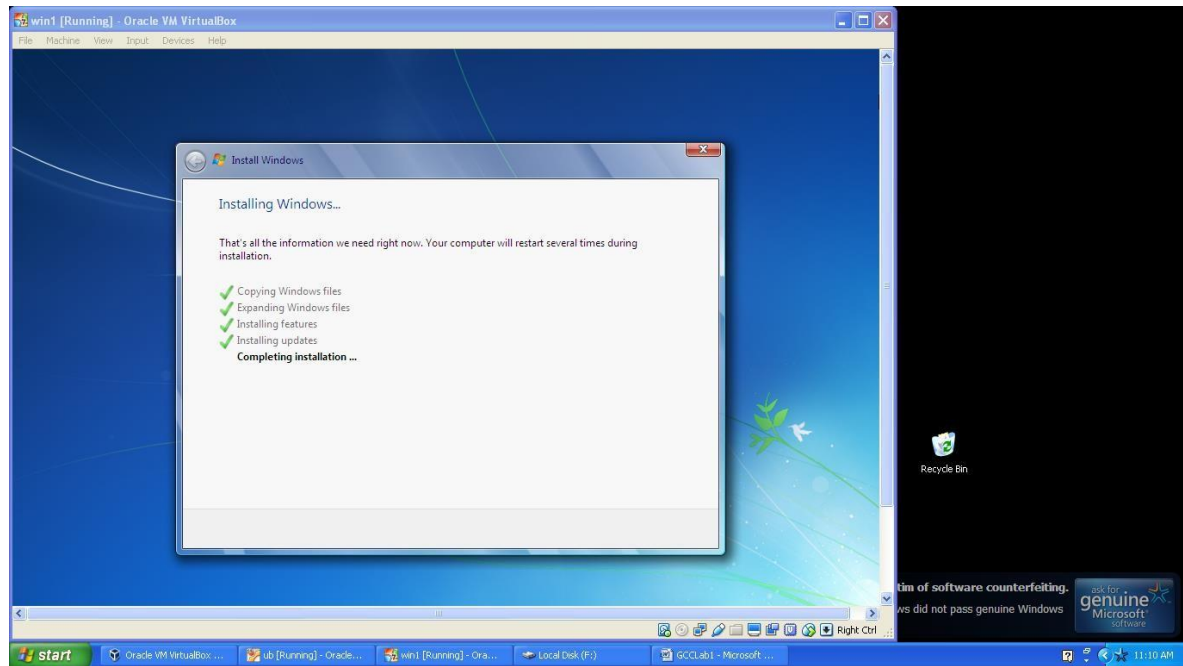 win1 [Running] - Oracle VM VirtualBox
File Machine View Input Devices Help
Install Windows
Installing Windows...
That's all the information we need right now. Your computer will restart several times during
installation.
Copying Windows files
Expanding Windows files
Installing features
Installing updates
Completing installation ...
Recycle Bin
tim of software counterfeiting.
ws did not pass genuine Windows
ask for
genuine
Microsoft
software
Right Ctrl
start
Oracle VM VirtualBox ...
ub [Running] - Oracle...
win1 [Running] - Ora...
Local Disk (F:)
GCCLab1 - Microsoft ...
11:10 AM